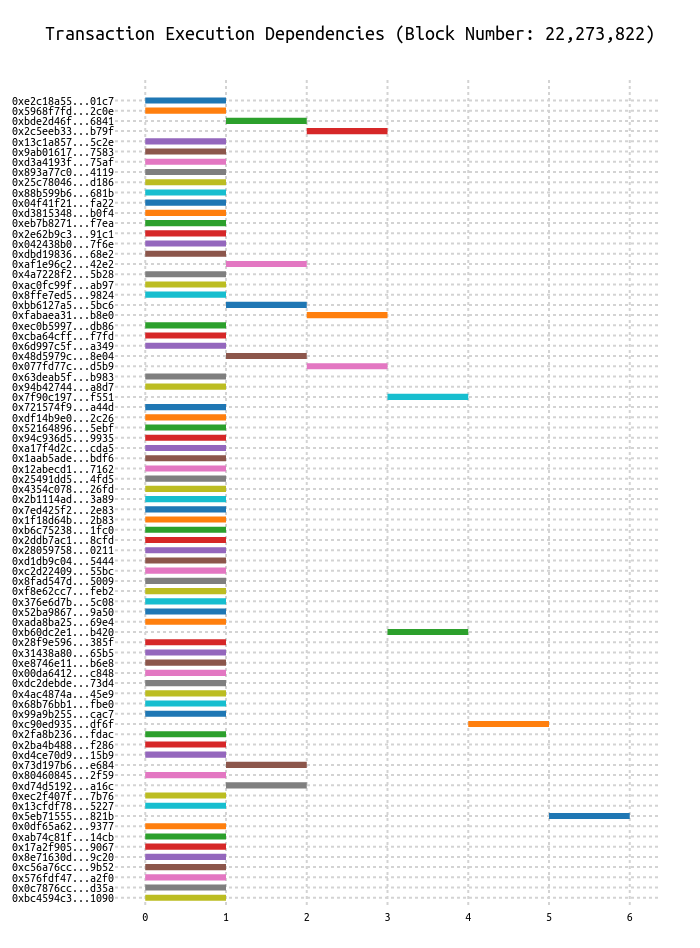 Transaction Execution Dependencies (Block Number: 22,273,822)
0xe2c18a55...01c7
0x5968f7fd...2c0e
0xbde2d46f...6841
0x2c5eeb33...b79f
0x13c1a857...5c2e
0x9ab01617...7583
0xd3a4193f...75af
0x893a77c0...4119
0x25c78046...d186
0x88b599b6...681b
0x04f41f21...fa22
0xd3815348...b0f4
0xeb7b8271...f7ea
0x2e62b9c3...91c1
0x042438b0...7f6e
0xdbd19836...68e2
0xaf1e96c2...42e2
0x4a7228f2...5b28
0xac0fc99f...ab97
0x8ffe7ed5...9824
0xbb6127a5...5bc6
0xfabaea31...b8e0
0xec0b5997...db86
0xcba64cff...f7fd
0x6d997c5f...a349
0x48d5979c...8e04
0x077fd77c...d5b9
0x63deab5f...b983
0x94b42744...a8d7
0x7f90c197...f551
0x721574f9...a44d
0xdf14b9e0...2c26
0x52164896...5ebf
0x94c936d5...9935
0xa17f4d2c...cda5
0x1aab5ade...bdf6
0x12abecd1...7162
0x25491dd5...4fd5
0x4354c078...26fd
0x2b1114ad...3a89
0x7ed425f2...2e83
0x1f18d64b...2b83
0xb6c75238...1fc0
0x2ddb7ac1...8cfd
0x28059758...0211
0xd1db9c04...5444
0xc2d22409...55bc
0x8fad547d...5009
0xf8e62cc7...feb2
0x376e6d7b...5c08
0x52ba9867...9a50
0xada8ba25...69e4
0xb60dc2e1...b420
0x28f9e596...385f
0x31438a80...65b5
0xe8746e11...b6e8
0x00da6412...c848
0xdc2debde...73d4
0x4ac4874a...45e9
0x68b76bb1...fbe0
0x99a9b255...cac7
0xc90ed935...df6f
0x2fa8b236...fdac
0x2ba4b488...f286
0xd4ce70d9...15b9
0x73d197b6...e684
0x80460845...2f59
0xd74d5192...a16c
0xec2f407f...7b76
0x13cfdf78...5227
0x5eb71555...821b
0x0df65a62...9377
0xab74c81f...14cb
0x17a2f905...9067
0x8e71630d...9c20
0xc56a76cc...9b52
0x576fdf47...a2f0
0x0c7876cc...d35a
0xbc4594c3...1090
0 1 2 3 4 5 6